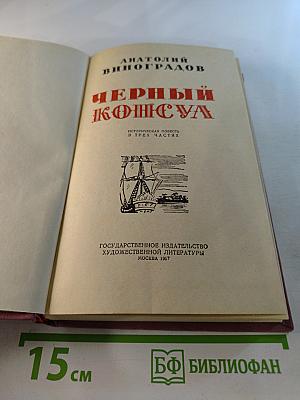 АНАТОЛИЙ
ВИНОГРАДОВ
ЧЕРНЫЙ
КОНСУЛ
ИСТОРИЧЕСКАЯ ПОВЕСТЬ
В ТРЕХ ЧАСТЯХ
ГОСУДАРСТВЕННОЕ ИЗДАТЕЛЬСТВО
ХУДОЖЕСТВЕННОЙ ЛИТЕРАТУРЫ
МОСКВА 1957
15 см
БФ БИБЛИОФАН